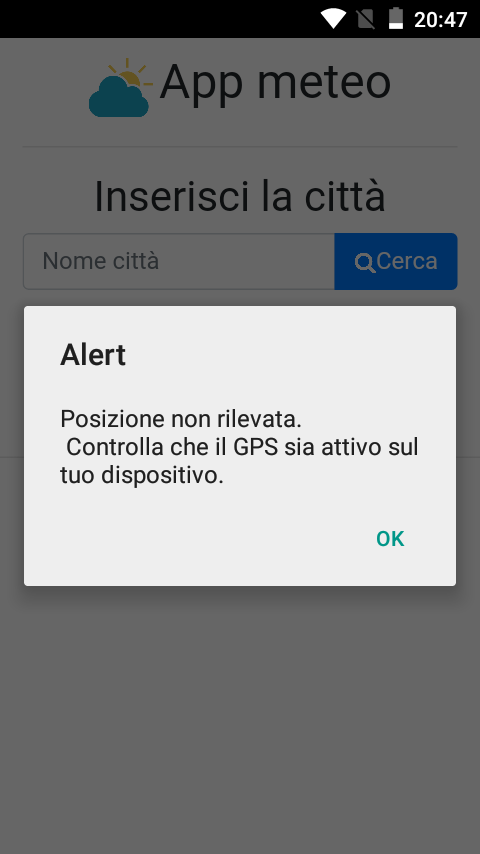 20:47
App meteo
Inserisci la città
Nome città
Cerca
Alert
Posizione non rilevata.
Controlla che il GPS sia attivo sul
tuo dispositivo.
OK